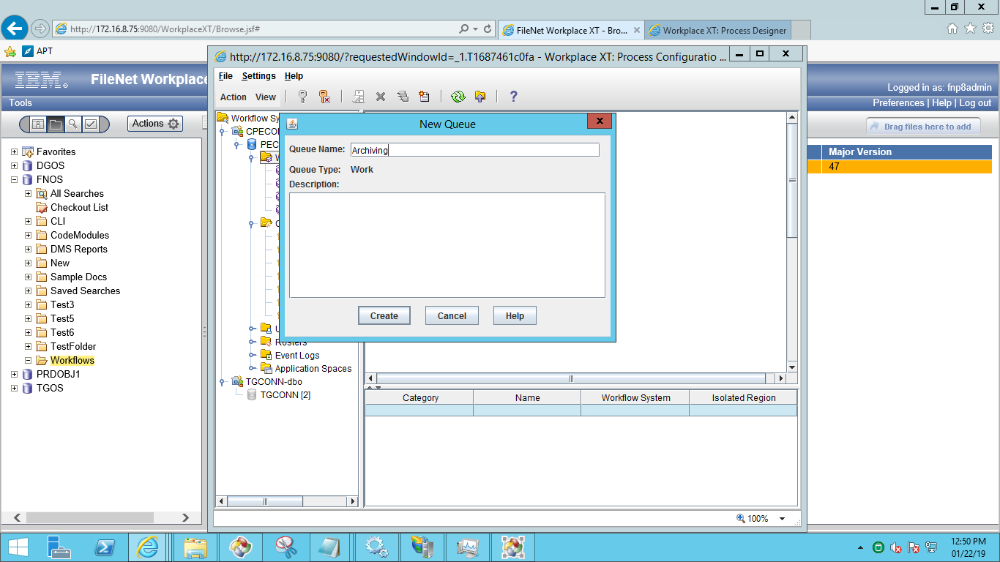 http://172.16.8.75:9080/WorkplaceXT/Browse.jsf#
FileNet Workplace XT - Bro...
Workplace XT: Process Designer
APT
http://172.16.8.75:9080/?requestedWindowId=_1.T1687461c0fa - Workplace XT: Process Configuratio ...
IBM
FileNet Workplace
Logged in as: fnp8admin
Tools
Preferences | Help | Log out
Actions
Drag files here to add
File Settings Help
Action View
Favorites
DGOS
FNOS
All Searches
Checkout List
CLI
CodeModules
DMS Reports
New
Sample Docs
Saved Searches
Test3
Test5
Test6
TestFolder
Workflows
PRDOBJ1
TGOS
Major Version
47
Workflow Sy
CPECO
PEC
Rosters
Event Logs
Application Spaces
TGCONN-dbo
TGCONN [2]
New Queue
Queue Name: Archiving
Queue Type: Work
Description:
Create Cancel Help
Category Name Workflow System Isolated Region
100%
12:50 PM
01/22/19